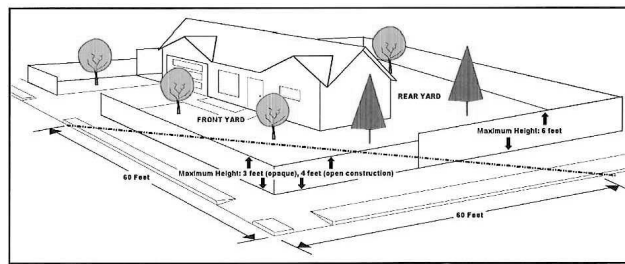 REAR YARD
FRONT YARD
Maximum Height: 6 feet
Maximum Height: 3 feet (opaque), 4 feet (open construction)
60 Feet
60 Feet